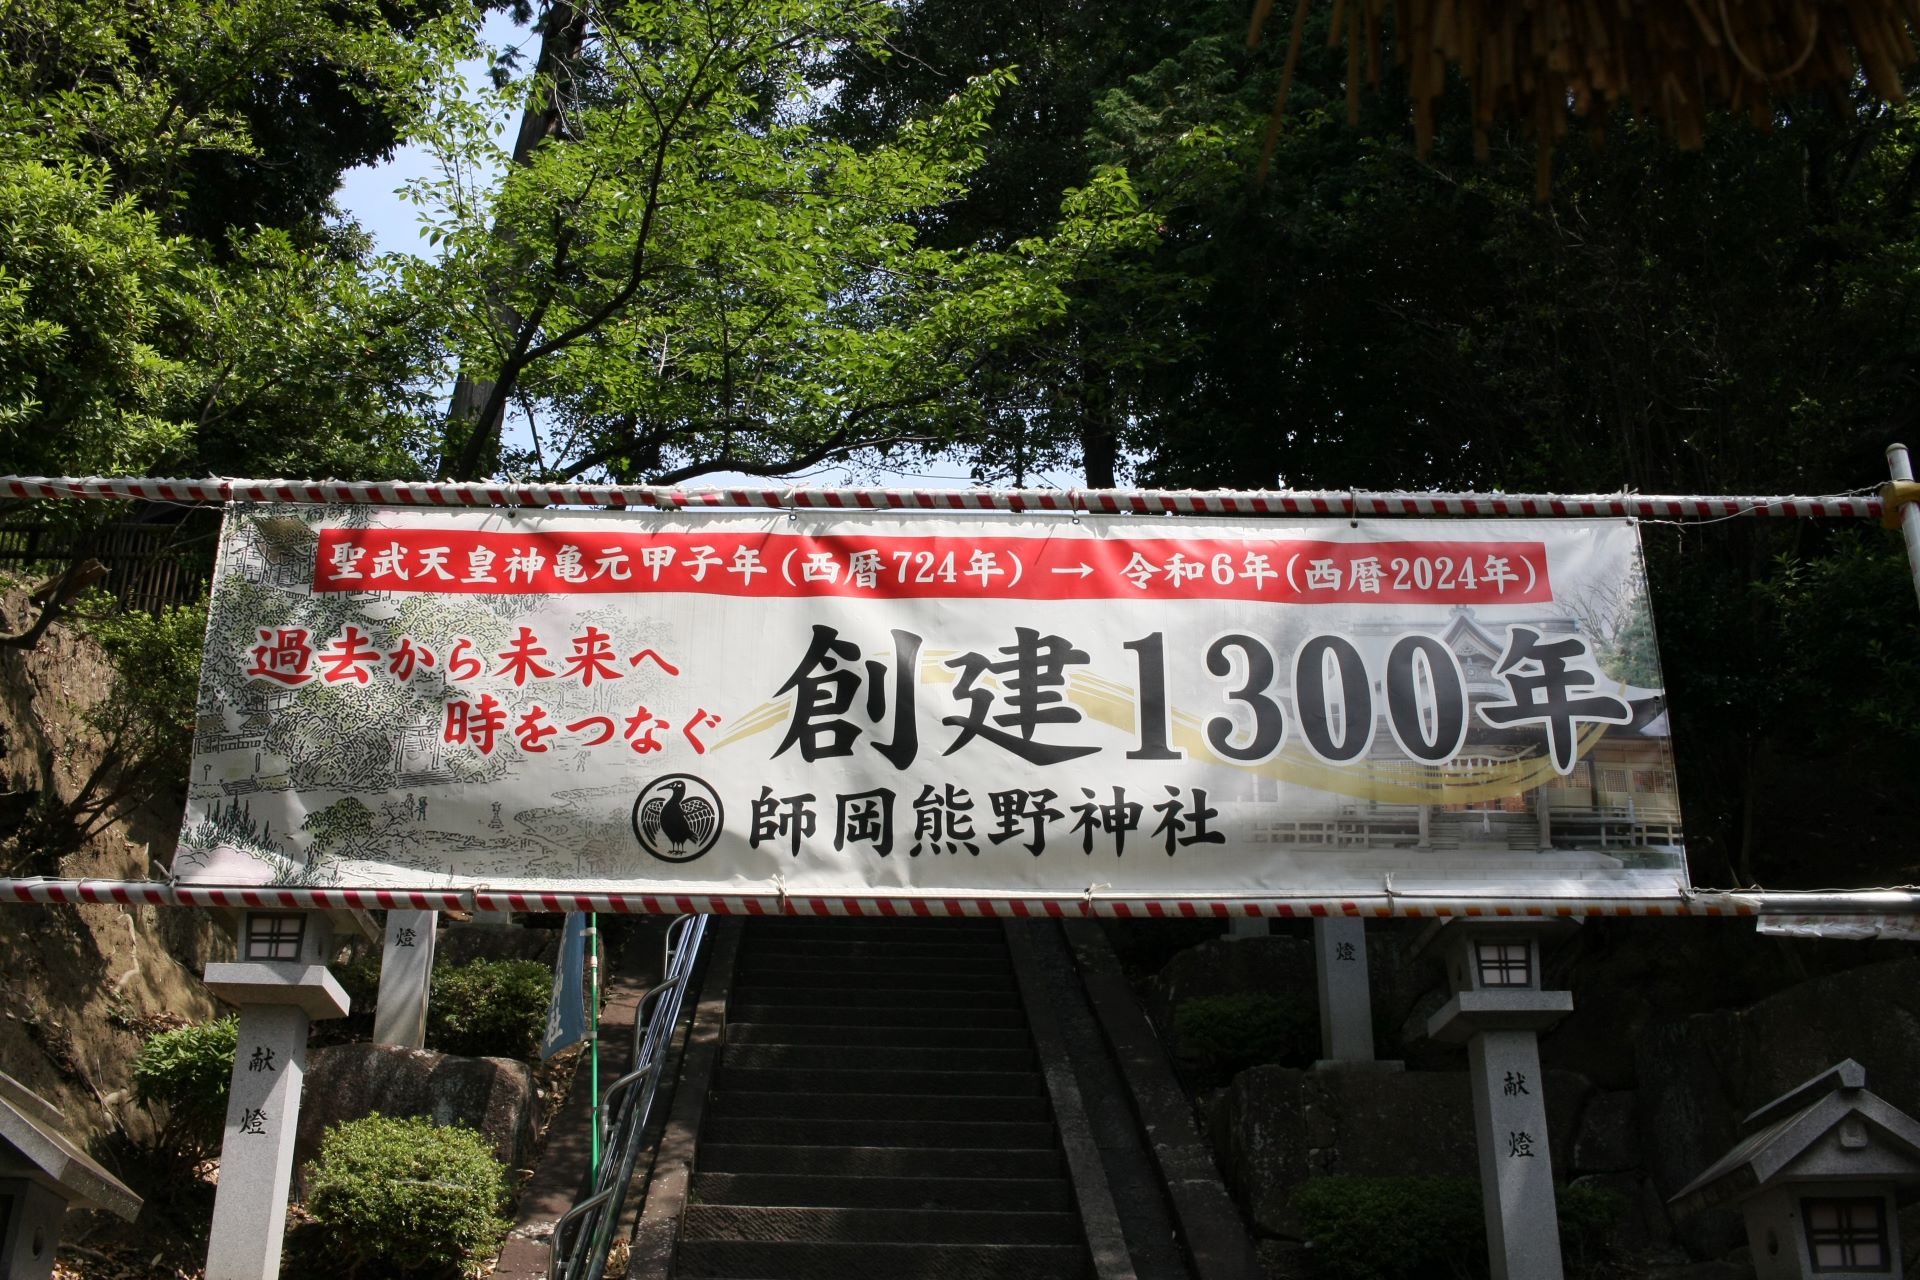 聖武天皇神亀元甲子年（西暦724年）→ 令和6年（西暦2024年）
過去から未来へ
時をつなぐ
創建1300年
師岡熊野神社
燈
燈
献燈
献燈
社